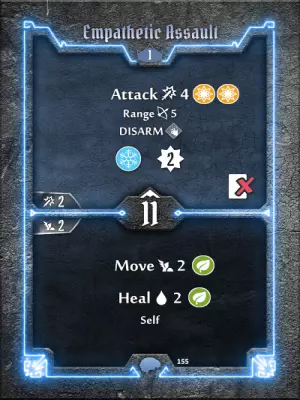 Empathetic Assault
1
Attack 4
Range 5
DISARM
2
2
11
2
Move 2
Heal 2
Self
155